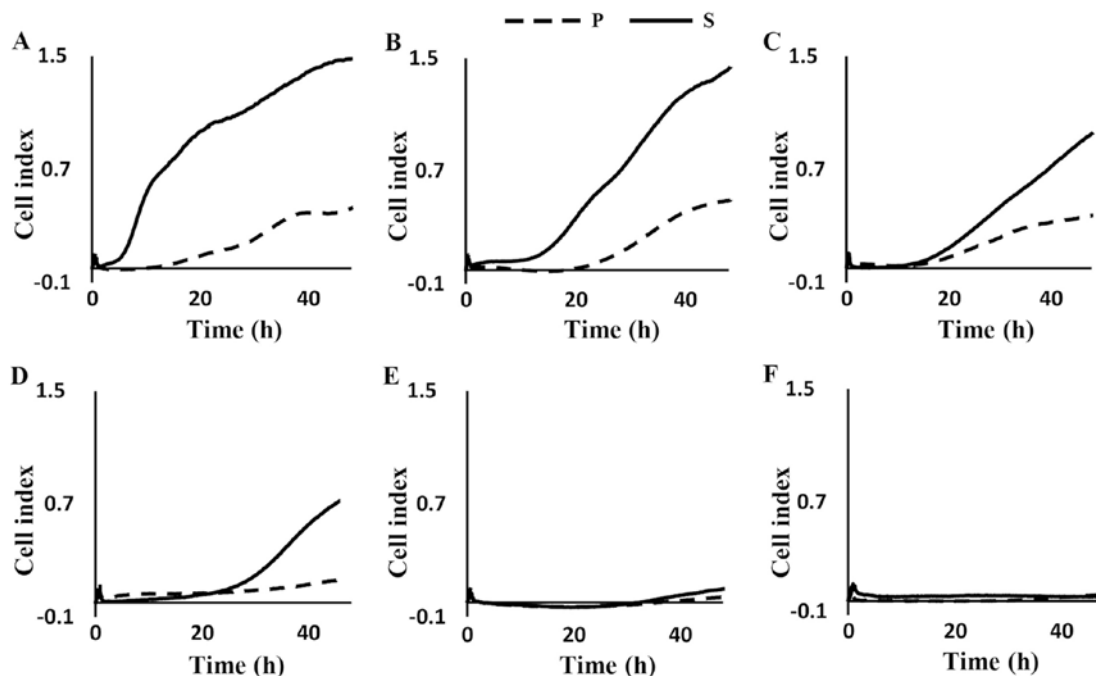 P S
A B C
1.5 1.5 1.5
Cell index Cell index Cell index
0.7 0.7 0.7
-0.1 -0.1 -0.1
0 20 40 0 20 40 0 20 40
Time (h) Time (h) Time (h)
D E F
1.5 1.5 1.5
Cell index Cell index Cell index
0.7 0.7 0.7
-0.1 -0.1 -0.1
0 20 40 0 20 40 0 20 40
Time (h) Time (h) Time (h)